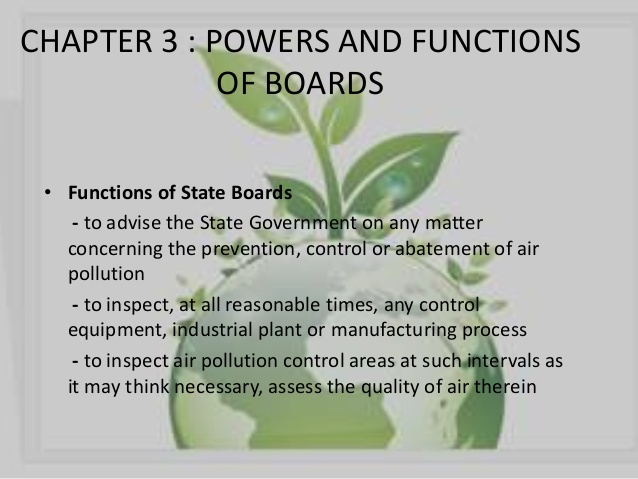 CHAPTER 3 : POWERS AND FUNCTIONS
OF BOARDS
• Functions of State Boards
- to advise the State Government on any matter
concerning the prevention, control or abatement of air
pollution
- to inspect, at all reasonable times, any control
equipment, industrial plant or manufacturing process
- to inspect air pollution control areas at such intervals as
it may think necessary, assess the quality of air therein